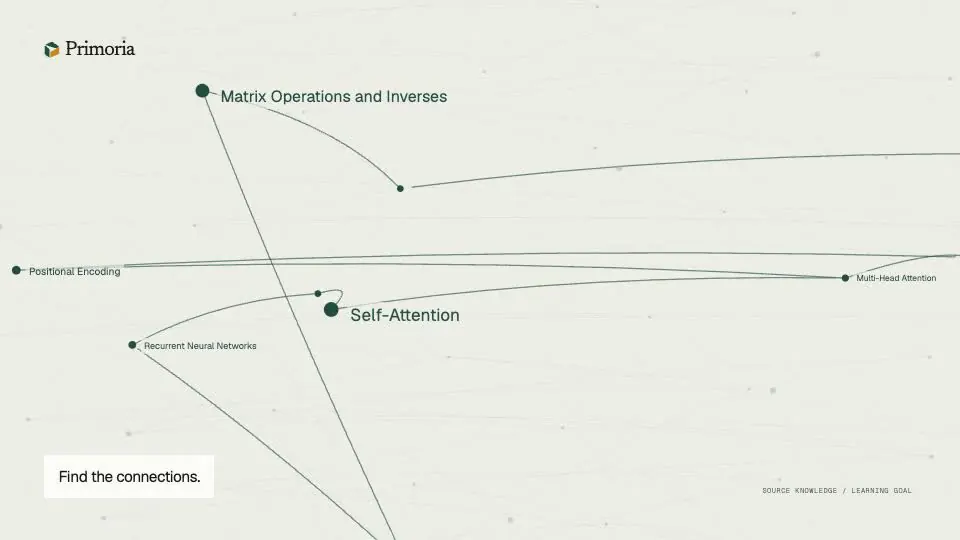 Primoria
Matrix Operations and Inverses
Positional Encoding
Multi-Head Attention
Self-Attention
Recurrent Neural Networks
Find the connections.
SOURCE KNOWLEDGE / LEARNING GOAL